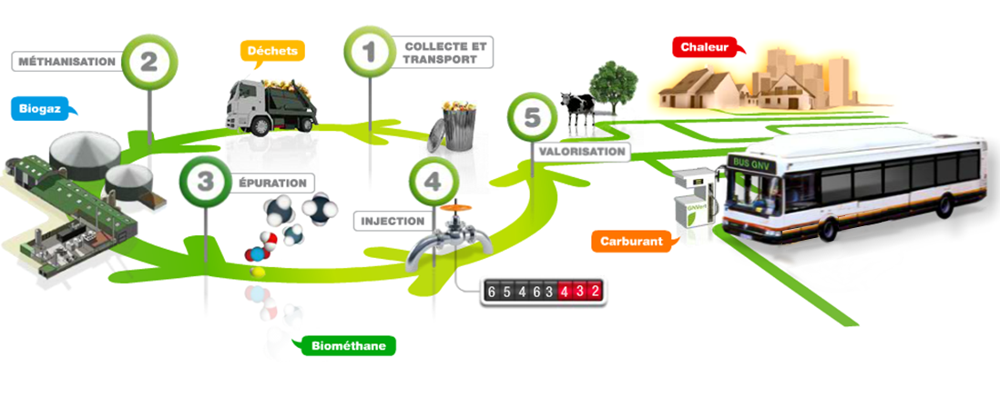 1
COLLECTE ET
TRANSPORT
Déchets
2
MÉTHANISATION
Biogaz
3
ÉPURATION
Biométhane
4
INJECTION
6 5 4 6 3 4 3 2
5
VALORISATION
Chaleur
Carburant
BUS GNV
GNVert